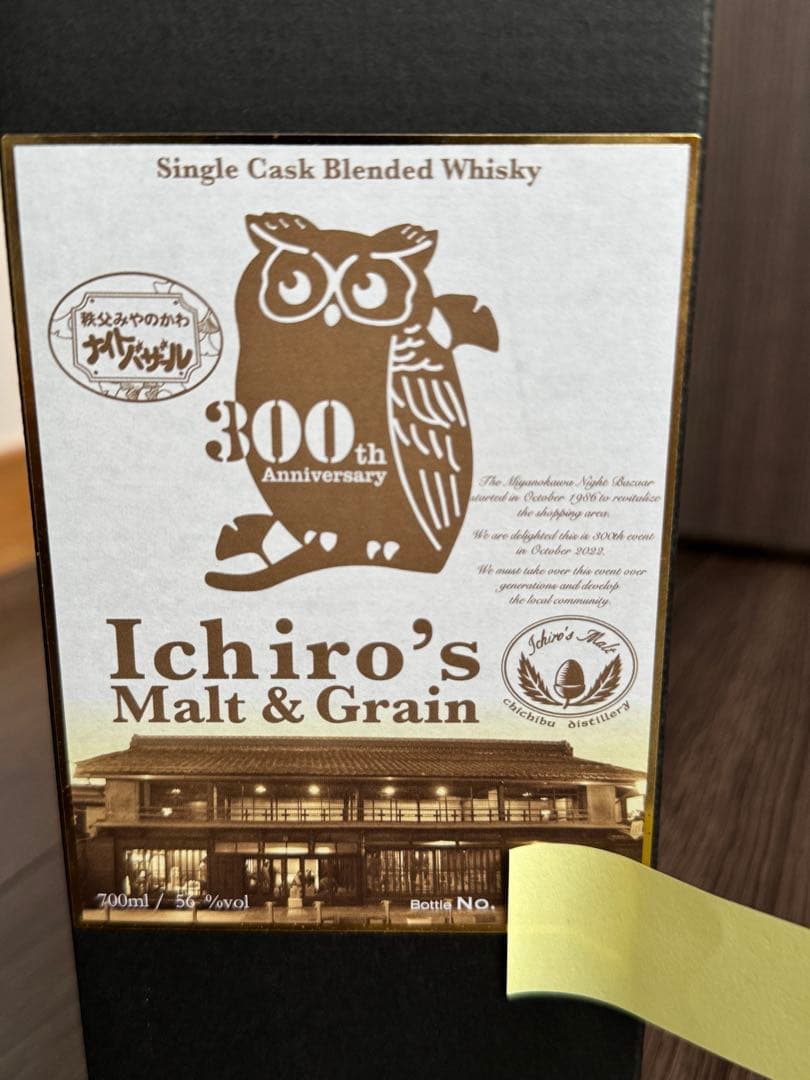 Single Cask Blended Whisky
秩父みやのかわ
ナイトバザール
300th
Anniversary
The Miyanokawa Night Bazaar
started in October 1986 to revitalize
the shopping area.
We are delighted this is 300th event
in October 2022.
We must take over this event over
generations and develop
the local community.
Ichiro's
Malt & Grain
Ichiro's Malt
chichibu distillery
700ml / 56 %vol
Bottle No.